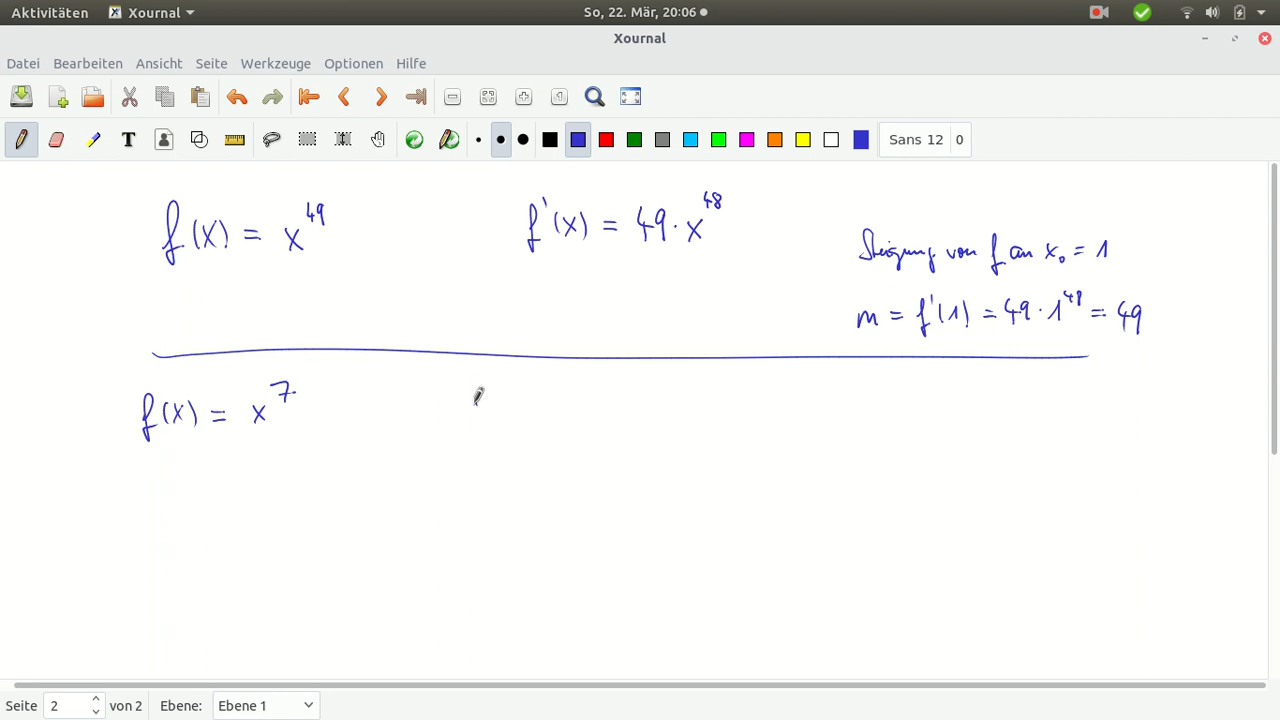 Aktivitäten
Xournal
So, 22. Mär, 20:06
Xournal
Datei Bearbeiten Ansicht Seite Werkzeuge Optionen Hilfe
Sans 12 0
f(x) = x^49
f'(x) = 49 · x^48
Steigung von f an x₀ = 1
m = f'(1) = 49 · 1^48 = 49
f(x) = x^7
Seite 2 von 2 Ebene: Ebene 1